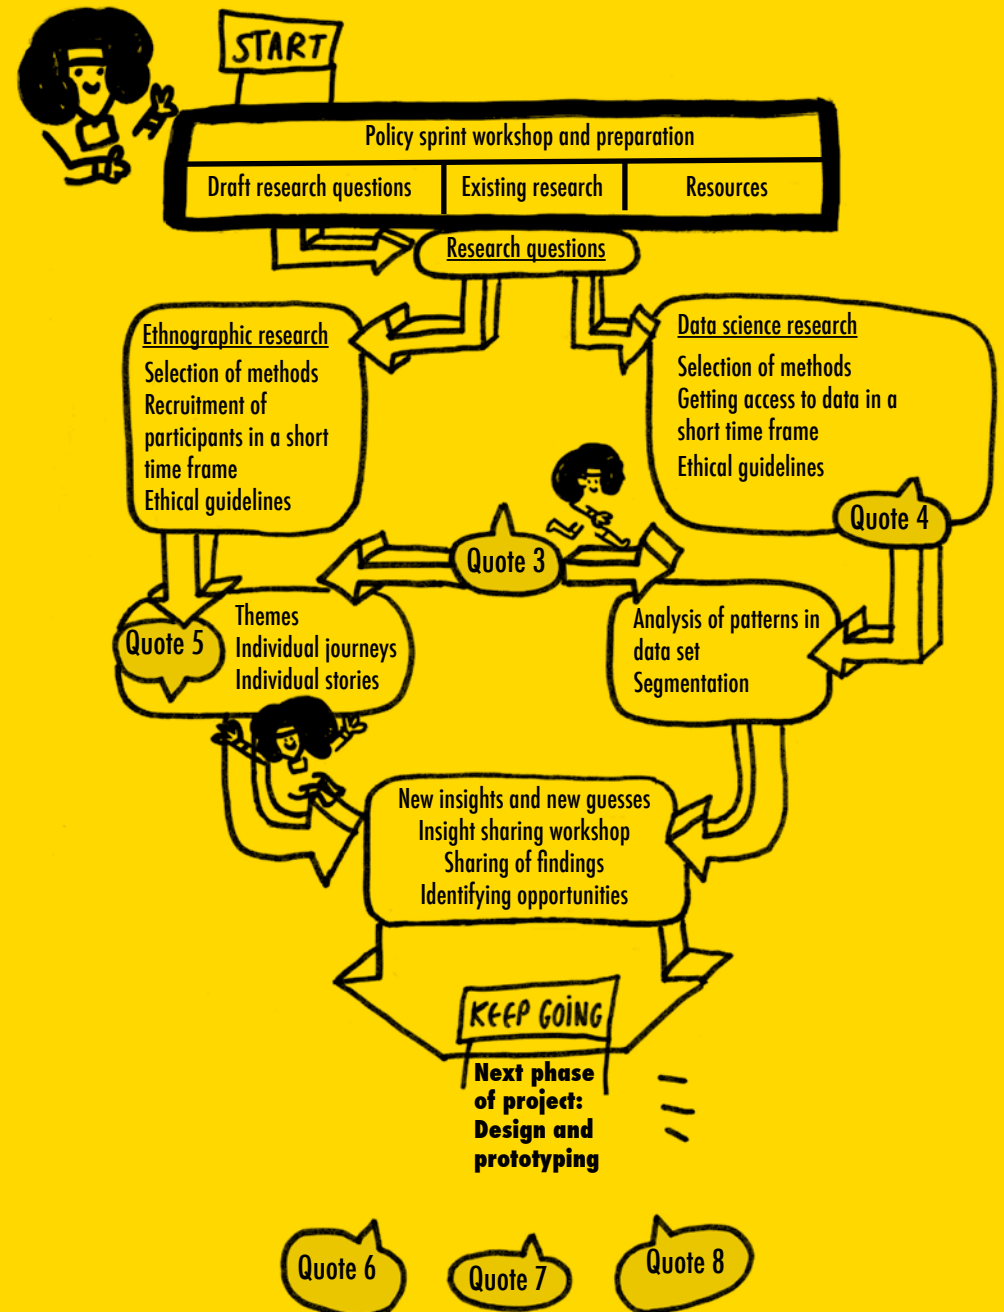 START
Policy sprint workshop and preparation
Draft research questions
Existing research
Resources
Research questions
Ethnographic research
Selection of methods
Recruitment of
participants in a short
time frame
Ethical guidelines
Data science research
Selection of methods
Getting access to data in a
short time frame
Ethical guidelines
Quote 4
Quote 3
Quote 5
Themes
Individual journeys
Individual stories
Analysis of patterns in
data set
Segmentation
New insights and new guesses
Insight sharing workshop
Sharing of findings
Identifying opportunities
KEEP GOING
Next phase
of project:
Design and
prototyping
Quote 6
Quote 7
Quote 8